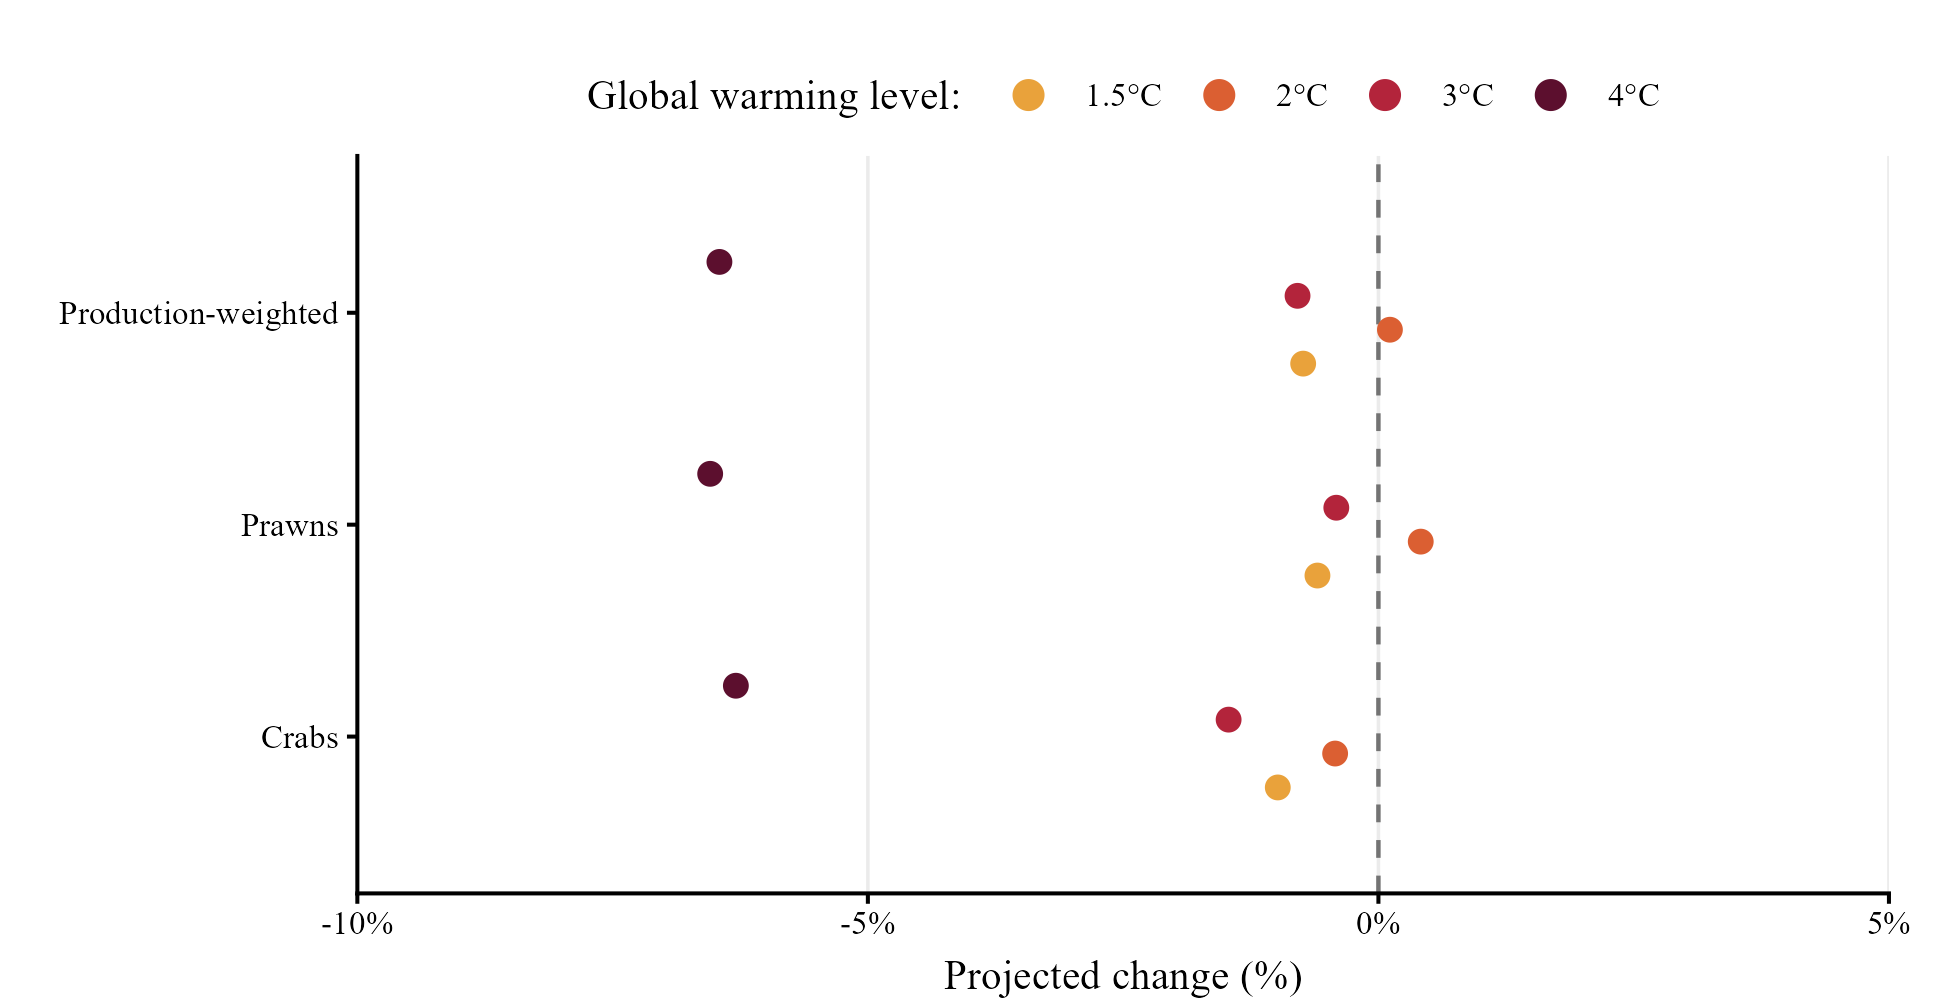 Global warming level: 1.5°C 2°C 3°C 4°C
Production-weighted
Prawns
Crabs
-10% -5% 0% 5%
Projected change (%)